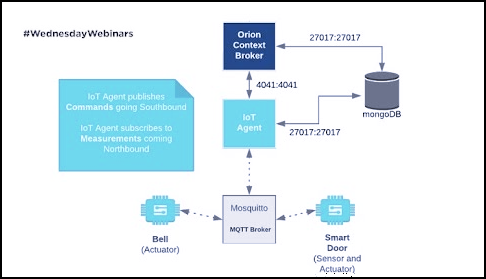 #WednesdayWebinars
Orion
Context
Broker
27017:27017
4041:4041
mongoDB
IoT Agent publishes
Commands going Southbound
IoT Agent subscribes to
Measurements coming
Northbound
IoT
Agent
27017:27017
Mosquitto
MQTT Broker
Bell
(Actuator)
Smart
Door
(Sensor and
Actuator)